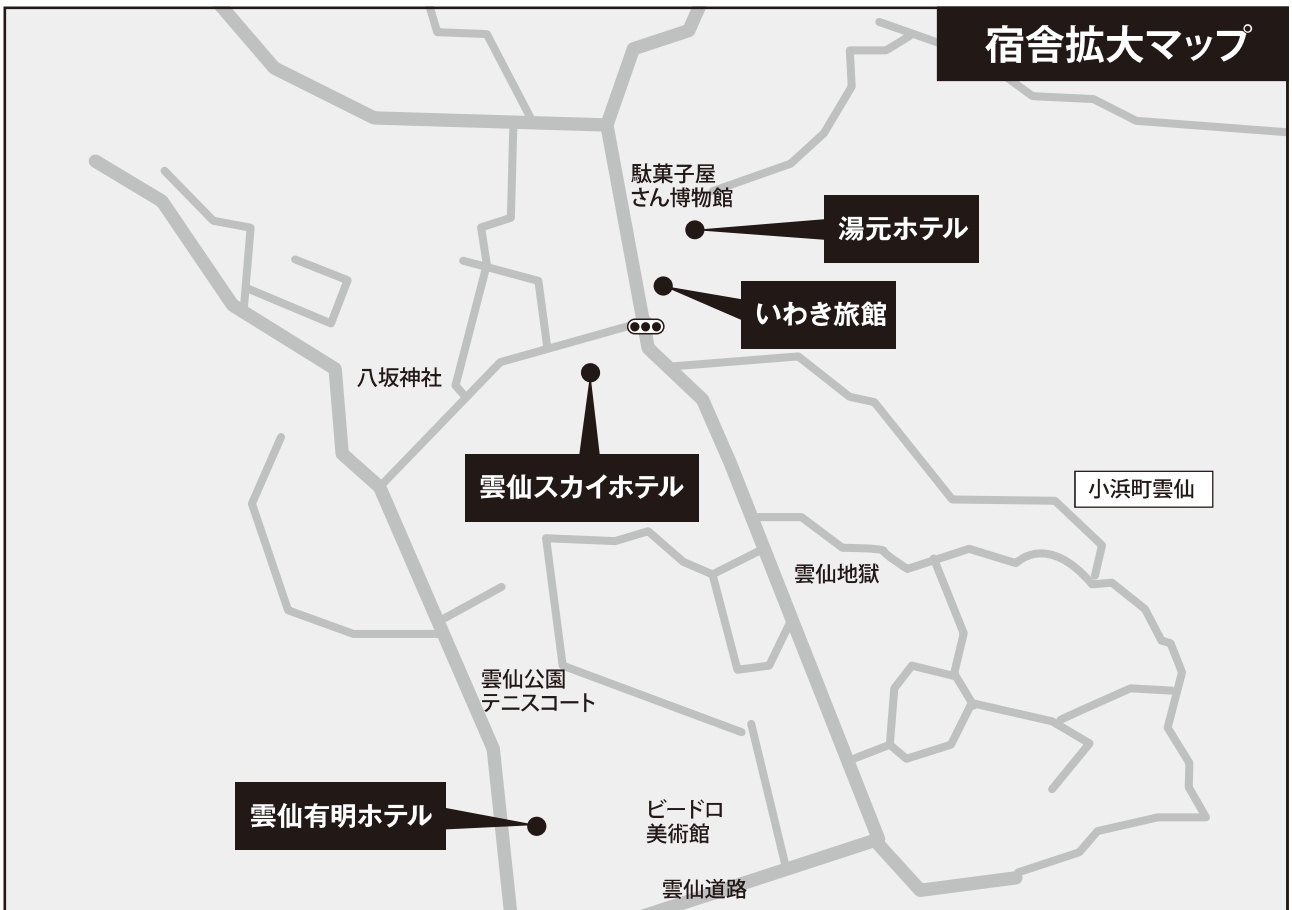 宿舎拡大マップ
駄菓子屋
さん博物館
湯元ホテル
いわき旅館
八坂神社
雲仙スカイホテル
小浜町雲仙
雲仙地獄
雲仙公園
テニスコート
雲仙有明ホテル
ビードロ
美術館
雲仙道路